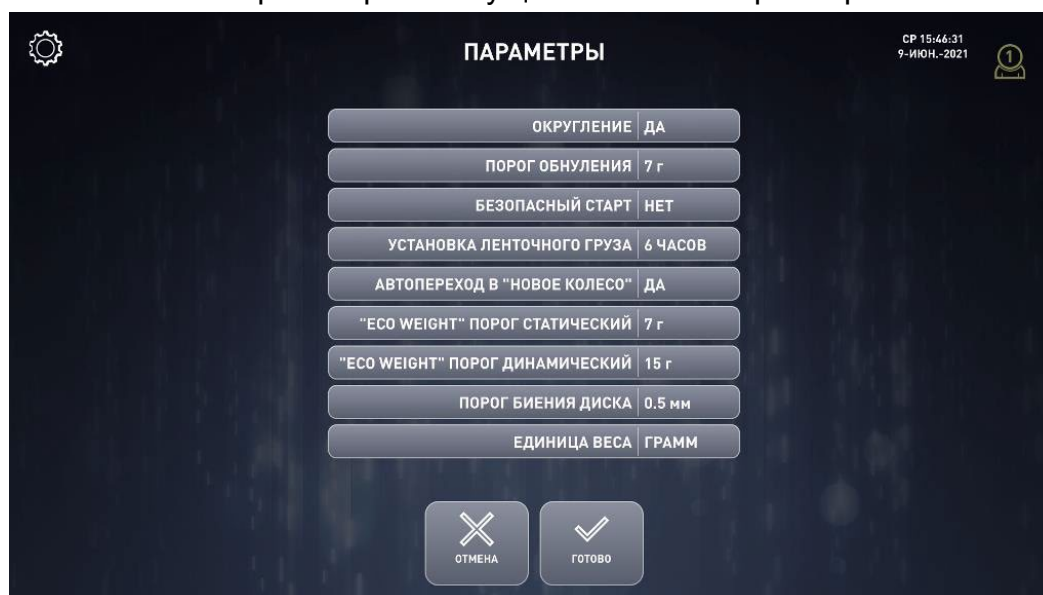 ПАРАМЕТРЫ
СР 15:46:31
9-ИЮН.-2021
1
ОКРУГЛЕНИЕ ДА
ПОРОГ ОБНУЛЕНИЯ 7 г
БЕЗОПАСНЫЙ СТАРТ НЕТ
УСТАНОВКА ЛЕНТОЧНОГО ГРУЗА 6 ЧАСОВ
АВТОПЕРЕХОД В "НОВОЕ КОЛЕСО" ДА
"ECO WEIGHT" ПОРОГ СТАТИЧЕСКИЙ 7 г
"ECO WEIGHT" ПОРОГ ДИНАМИЧЕСКИЙ 15 г
ПОРОГ БИЕНИЯ ДИСКА 0.5 мм
ЕДИНИЦА ВЕСА ГРАММ
ОТМЕНА
ГОТОВО